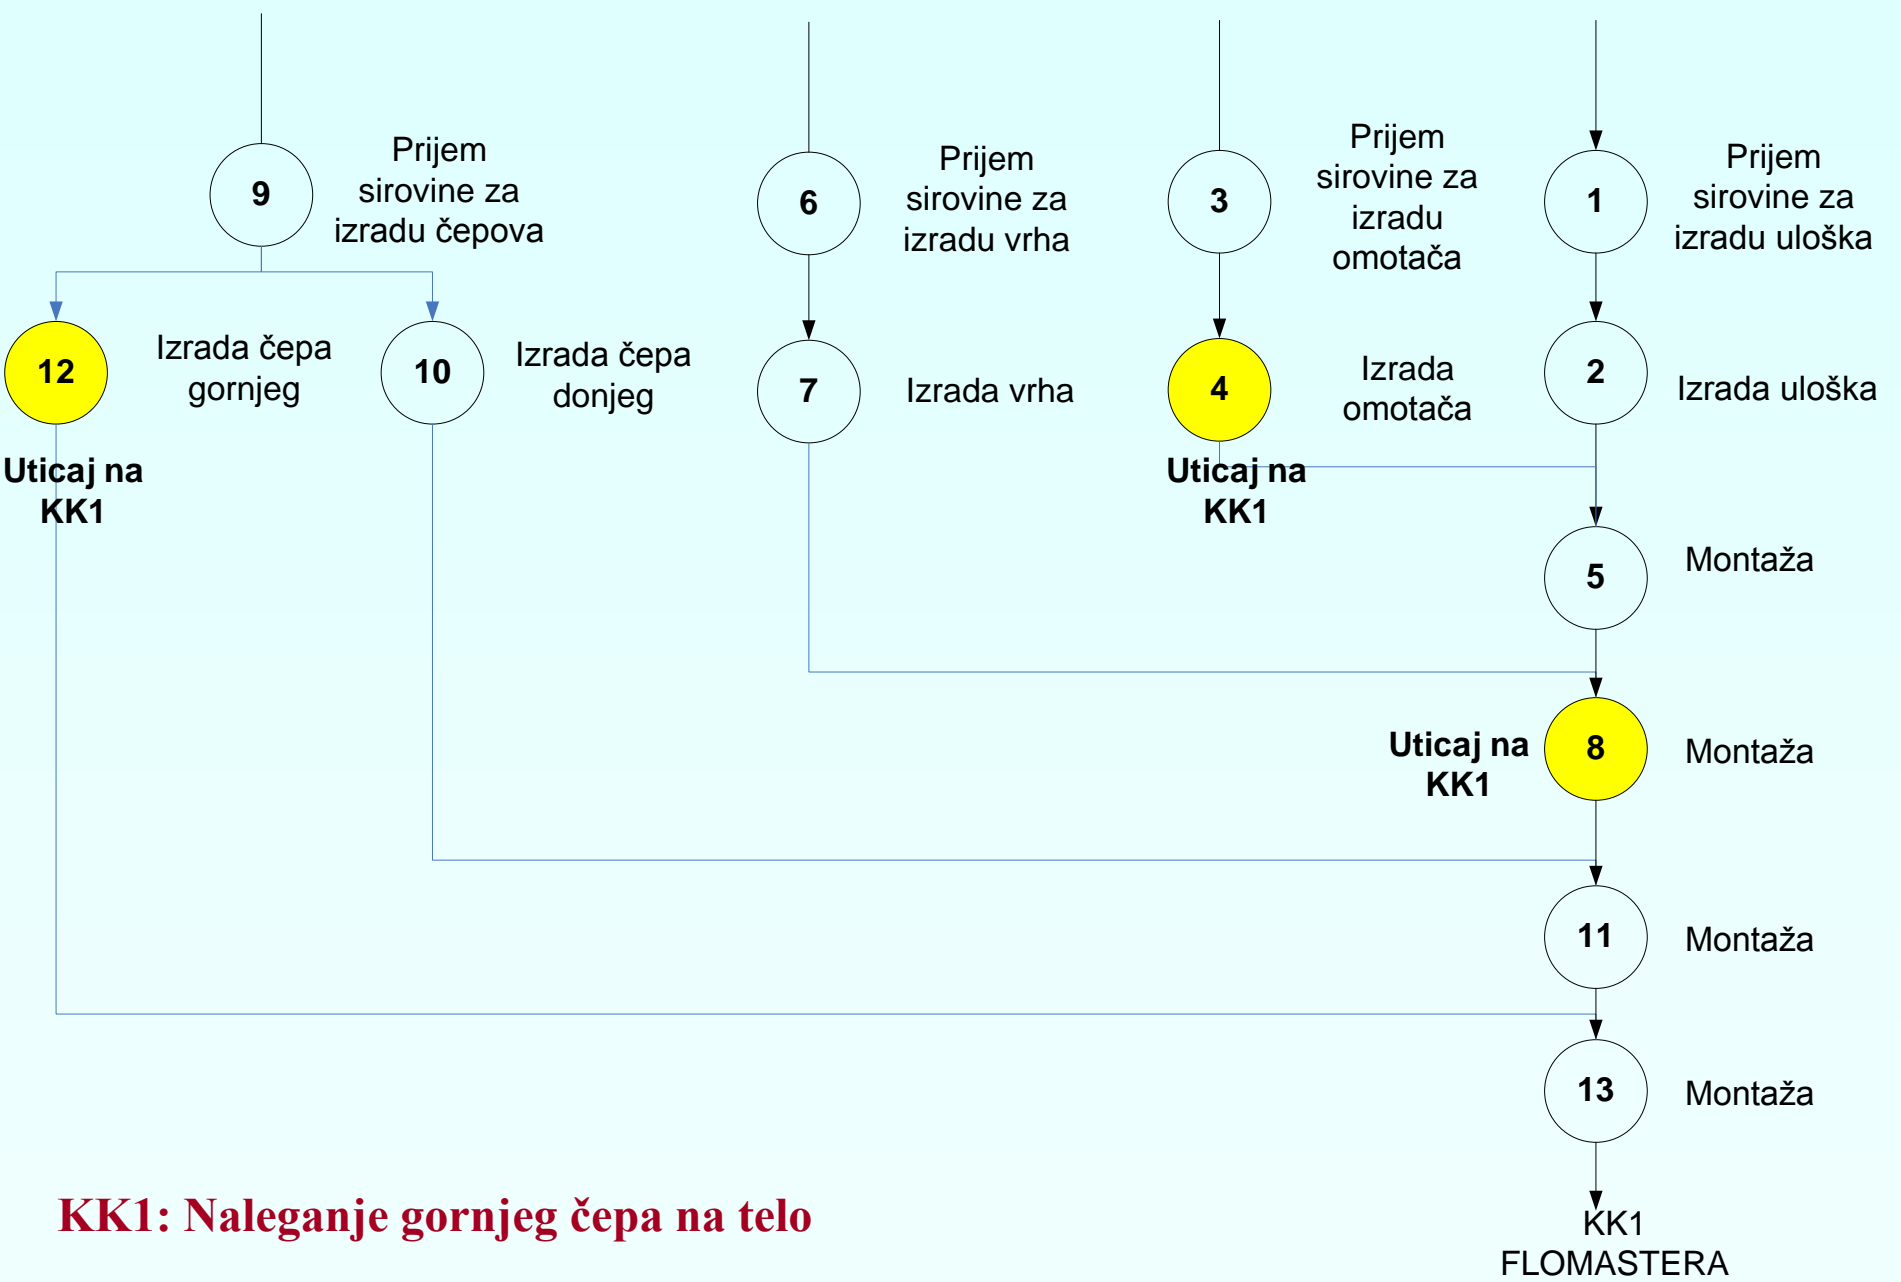 9
Prijem
sirovine za
izradu čepova
6
Prijem
sirovine za
izradu vrha
3
Prijem
sirovine za
izradu
omotača
1
Prijem
sirovine za
izradu uloška
12
Izrada čepa
gornjeg
10
Izrada čepa
donjeg
7
Izrada vrha
4
Izrada
omotača
2
Izrada uloška
Uticaj na
KK1
Uticaj na
KK1
5
Montaža
Uticaj na
KK1
8
Montaža
11
Montaža
13
Montaža
KK1: Naleganje gornjeg čepa na telo
KK1
FLOMASTERA